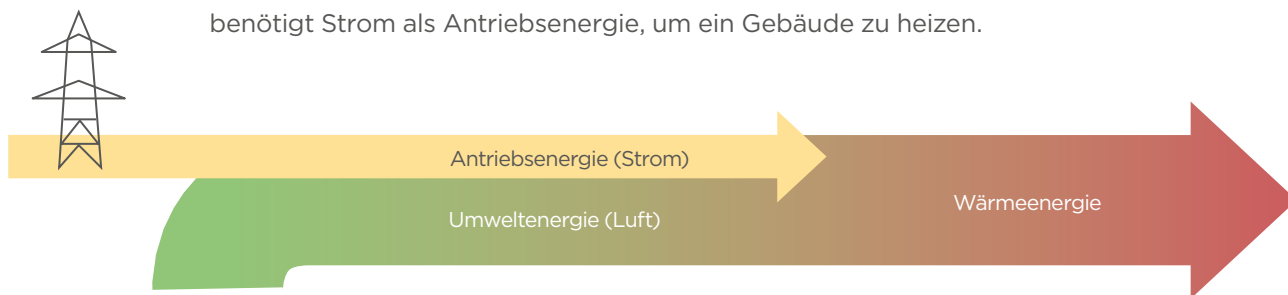 benötigt Strom als Antriebsenergie, um ein Gebäude zu heizen.
Antriebsenergie (Strom)
Umweltenergie (Luft)
Wärmeenergie